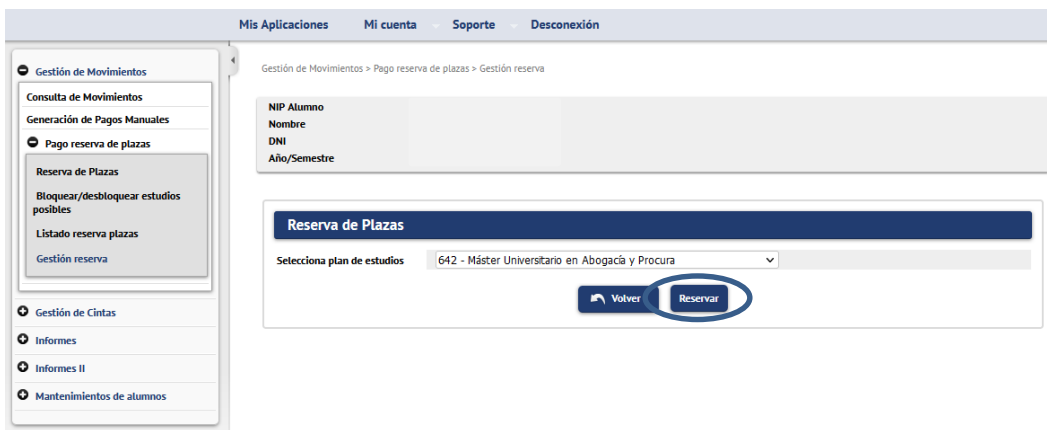 Mis Aplicaciones Mi cuenta Soporte Desconexión
Gestión de Movimientos
Consulta de Movimientos
Generación de Pagos Manuales
Pago reserva de plazas
Reserva de Plazas
Bloquear/desbloquear estudios
posibles
Listado reserva plazas
Gestión reserva
Gestión de Cintas
Informes
Informes II
Mantenimientos de alumnos
Gestión de Movimientos > Pago reserva de plazas > Gestión reserva
NIP Alumno
Nombre
DNI
Año/Semestre
Reserva de Plazas
Selecciona plan de estudios 642 - Máster Universitario en Abogacía y Procura
Volver Reservar